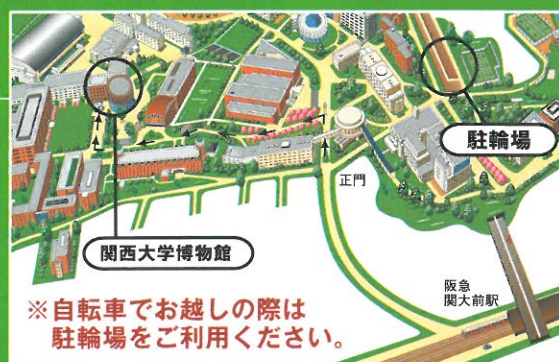 駐輪場
正門
関西大学博物館
阪急
関大前駅
※自転車でお越しの際は
駐輪場をご利用ください。